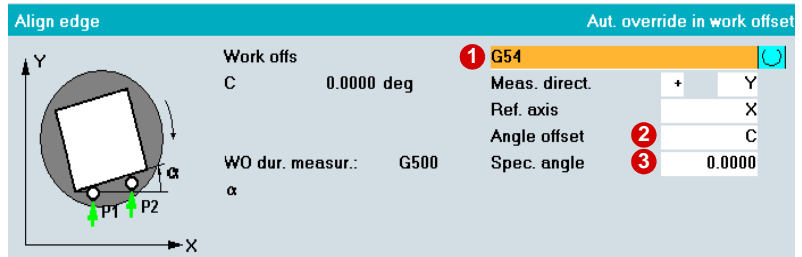 Align edge Aut. override in work offset
Y
Work offs 1 G54
C 0.0000 deg Meas. direct. + Y
Ref. axis X
Angle offset 2 C
α WO dur. measur.: G500 Spec. angle 3 0.0000
α
P1 P2
X